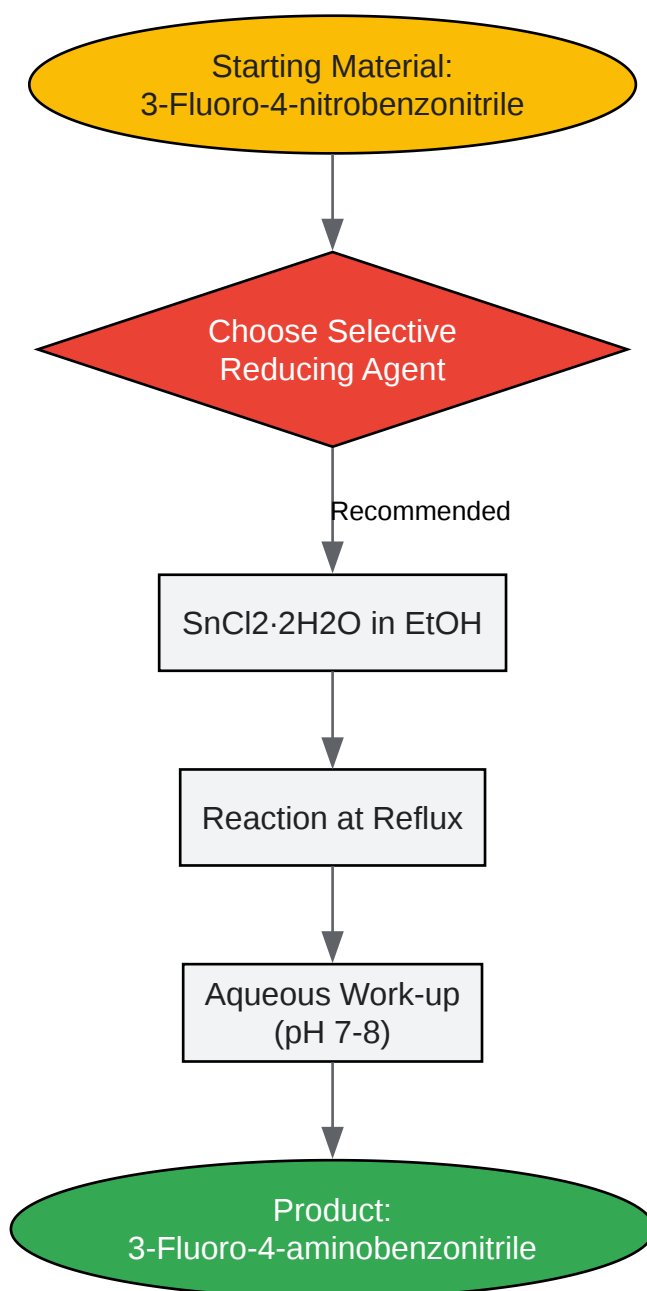 Starting Material:
3-Fluoro-4-nitrobenzonitrile
Choose Selective
Reducing Agent
Recommended
SnCl2·2H2O in EtOH
Reaction at Reflux
Aqueous Work-up
(pH 7-8)
Product:
3-Fluoro-4-aminobenzonitrile